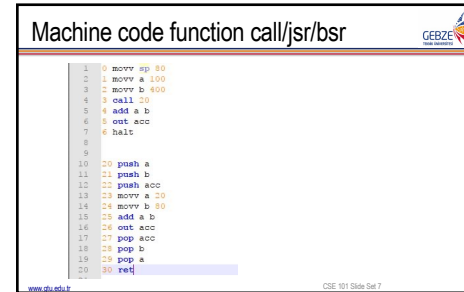 Machine code function call/jsr/bsr
GEBZE
1 0 movv sp 80
2 1 movv a 100
3 2 movv b 400
4 3 call 20
5 4 add a b
6 5 out acc
7 6 halt
8
9
10 20 push a
11 21 push b
12 22 push acc
13 23 movv a 20
14 24 movv b 80
15 25 add a b
16 26 out acc
17 27 pop acc
18 28 pop b
19 29 pop a
20 30 ret
www.gtu.edu.tr
CSE 101 Slide Set 7